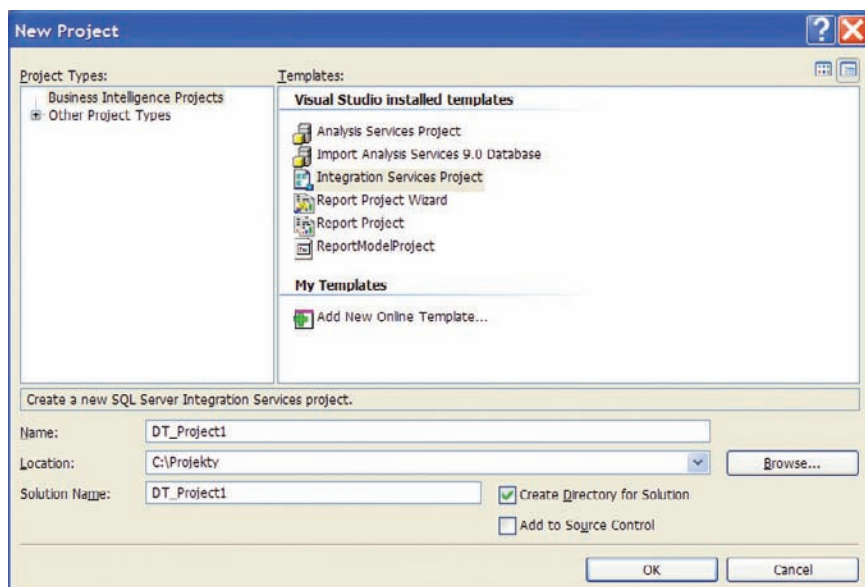 New Project
Project Types:
Templates:
Business Intelligence Projects
Other Project Types
Visual Studio installed templates
Analysis Services Project
Import Analysis Services 9.0 Database
Integration Services Project
Report Project Wizard
Report Project
ReportModelProject
My Templates
Add New Online Template...
Create a new SQL Server Integration Services project.
Name:
DT_Project1
Location:
C:\Projekty
Browse...
Solution Name:
DT_Project1
Create Directory for Solution
Add to Source Control
OK
Cancel